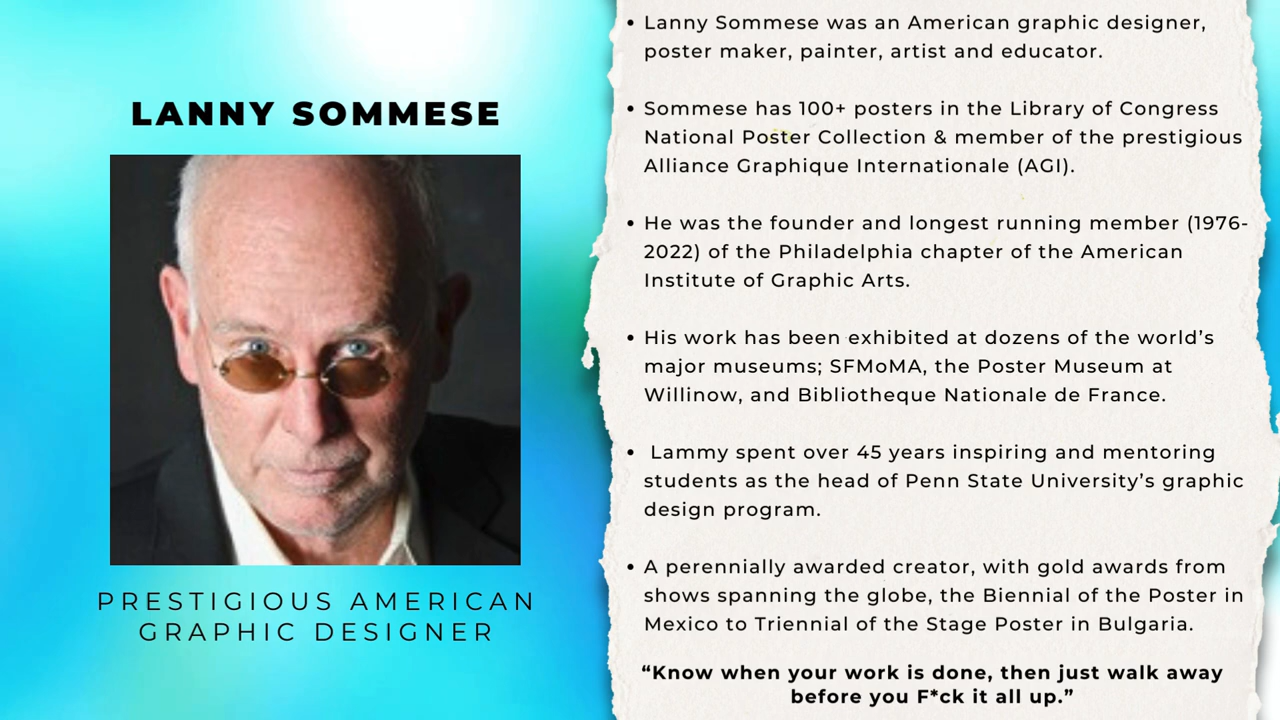 LANNY SOMMESE
PRESTIGIOUS AMERICAN
GRAPHIC DESIGNER
• Lanny Sommese was an American graphic designer,
poster maker, painter, artist and educator.
• Sommese has 100+ posters in the Library of Congress
National Poster Collection & member of the prestigious
Alliance Graphique Internationale (AGI).
• He was the founder and longest running member (1976-
2022) of the Philadelphia chapter of the American
Institute of Graphic Arts.
• His work has been exhibited at dozens of the world’s
major museums; SFMoMA, the Poster Museum at
Willinow, and Bibliotheque Nationale de France.
• Lammy spent over 45 years inspiring and mentoring
students as the head of Penn State University’s graphic
design program.
• A perennially awarded creator, with gold awards from
shows spanning the globe, the Biennial of the Poster in
Mexico to Triennial of the Stage Poster in Bulgaria.
“Know when your work is done, then just walk away
before you F*ck it all up.”